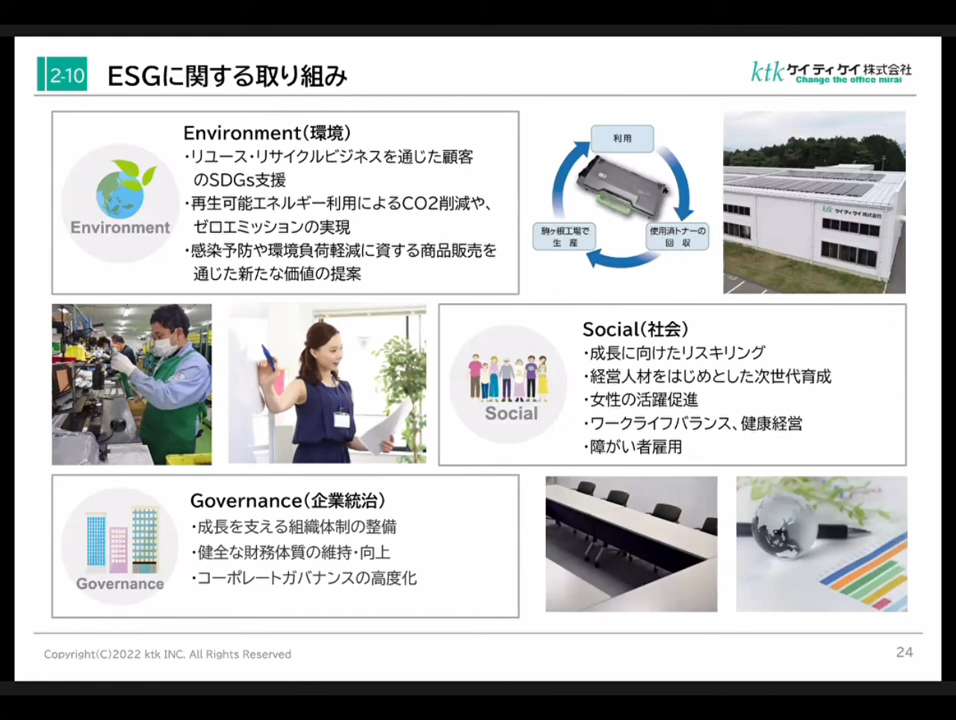 2-10
ESGに関する取り組み
ktk ケイティケイ株式会社
Change the office mirai
Environment(環境)
・リユース・リサイクルビジネスを通じた顧客
のSDGs支援
・再生可能エネルギー利用によるCO2削減や、
ゼロエミッションの実現
・感染予防や環境負荷軽減に資する商品販売を
通じた新たな価値の提案
Environment
利用
駒ヶ根工場で
生 産
使用済トナーの
回 収
ktk ケイティケイ株式会社
Social(社会)
・成長に向けたリスキリング
・経営人材をはじめとした次世代育成
・女性の活躍促進
・ワークライフバランス、健康経営
・障がい者雇用
Social
Governance(企業統治)
・成長を支える組織体制の整備
・健全な財務体質の維持・向上
・コーポレートガバナンスの高度化
Governance
Copyright(C)2022 ktk INC. All Rights Reserved
24